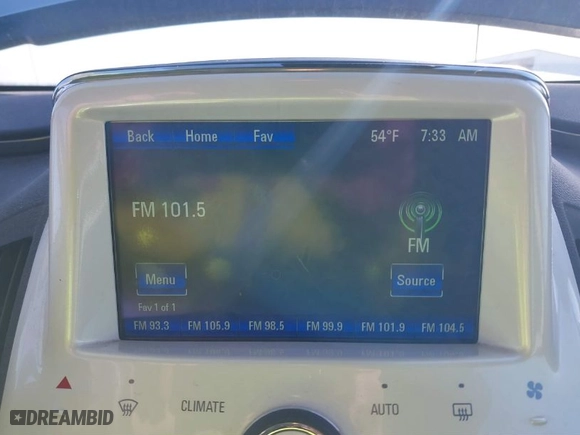 Back Home Fav 54°F 7:33 AM
FM 101.5
FM
Menu Source
Fav 1 of 1
FM 93.3 FM 105.9 FM 98.5 FM 99.9 FM 101.9 FM 104.5
CLIMATE AUTO
DREAMBID